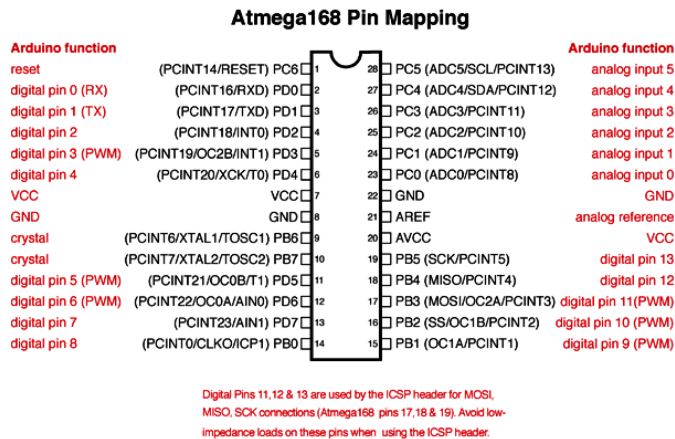 Atmega168 Pin Mapping
Arduino function Arduino function
reset (PCINT14/RESET) PC6 1 28 PC5 (ADC5/SCL/PCINT13) analog input 5
digital pin 0 (RX) (PCINT16/RXD) PD0 2 27 PC4 (ADC4/SDA/PCINT12) analog input 4
digital pin 1 (TX) (PCINT17/TXD) PD1 3 26 PC3 (ADC3/PCINT11) analog input 3
digital pin 2 (PCINT18/INT0) PD2 4 25 PC2 (ADC2/PCINT10) analog input 2
digital pin 3 (PWM) (PCINT19/OC2B/INT1) PD3 5 24 PC1 (ADC1/PCINT9) analog input 1
digital pin 4 (PCINT20/XCK/T0) PD4 6 23 PC0 (ADC0/PCINT8) analog input 0
VCC VCC 7 22 GND GND
GND GND 8 21 AREF analog reference
crystal (PCINT6/XTAL1/TOSC1) PB6 9 20 AVCC VCC
crystal (PCINT7/XTAL2/TOSC2) PB7 10 19 PB5 (SCK/PCINT5) digital pin 13
digital pin 5 (PWM) (PCINT21/OC0B/T1) PD5 11 18 PB4 (MISO/PCINT4) digital pin 12
digital pin 6 (PWM) (PCINT22/OC0A/AIN0) PD6 12 17 PB3 (MOSI/OC2A/PCINT3) digital pin 11(PWM)
digital pin 7 (PCINT23/AIN1) PD7 13 16 PB2 (SS/OC1B/PCINT2) digital pin 10 (PWM)
digital pin 8 (PCINT0/CLKO/ICP1) PB0 14 15 PB1 (OC1A/PCINT1) digital pin 9 (PWM)
Digital Pins 11,12 & 13 are used by the ICSP header for MOSI,
MISO, SCK connections (Atmega168 pins 17,18 & 19). Avoid low-
impedance loads on these pins when using the ICSP header.